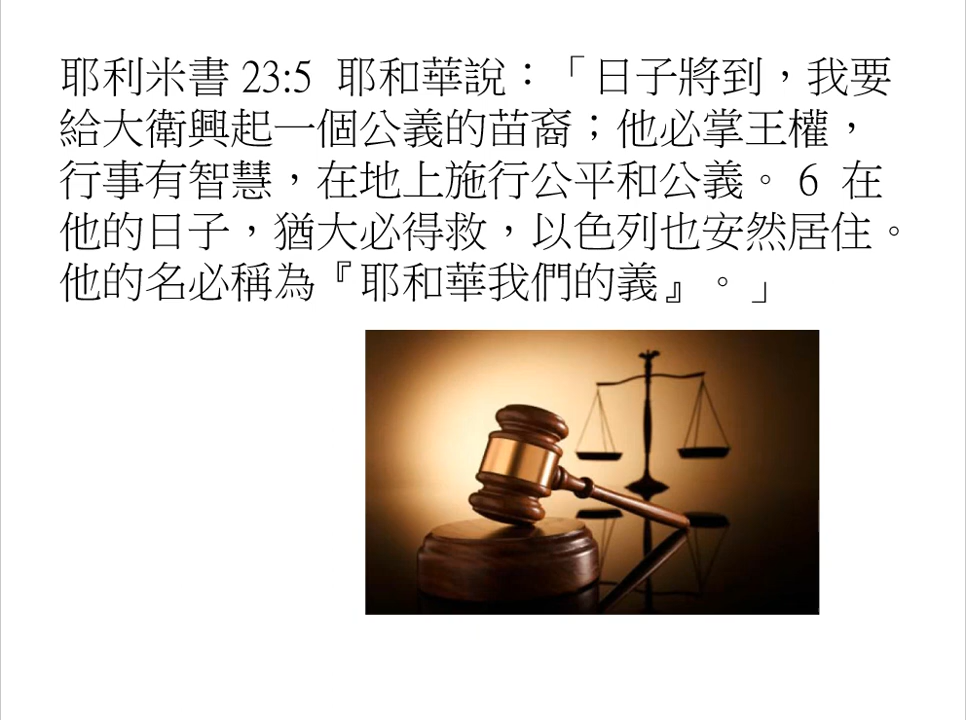 耶利米書 23:5 耶和華說：「日子將到，我要
給大衛興起一個公義的苗裔；他必掌王權，
行事有智慧，在地上施行公平和公義。 6 在
他的日子，猶大必得救，以色列也安然居住。
他的名必稱為『耶和華我們的義』。」